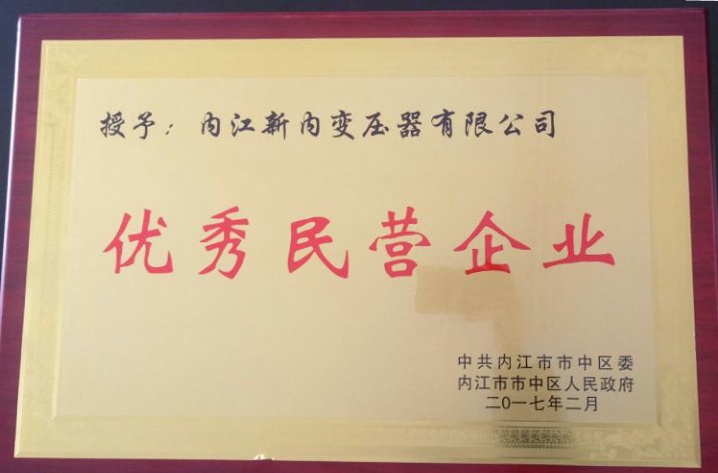 授予：内江新内变压器有限公司
优秀民营企业
中共内江市市中区委
内江市市中区人民政府
二0一七年二月